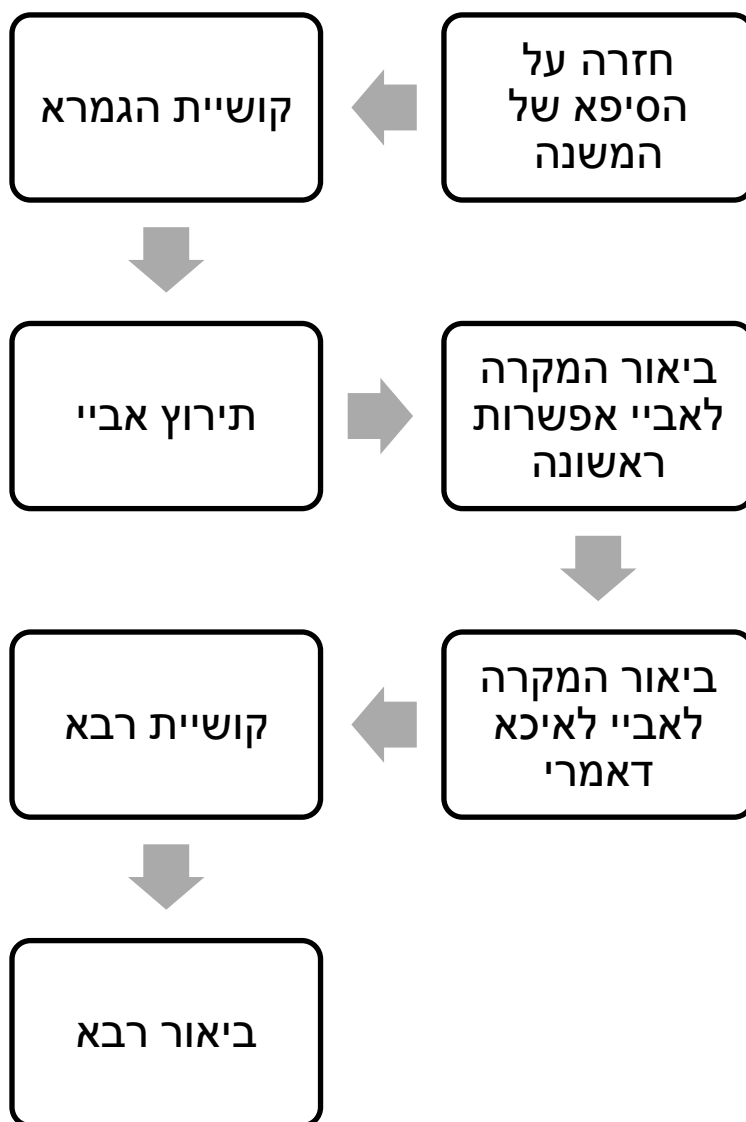 חזרה על
הסיפא של
המשנה
קושיית הגמרא
תירוץ אביי
ביאור המקרה
לאביי אפשרות
ראשונה
ביאור המקרה
לאביי לאיכא
דאמרי
קושיית רבא
ביאור רבא